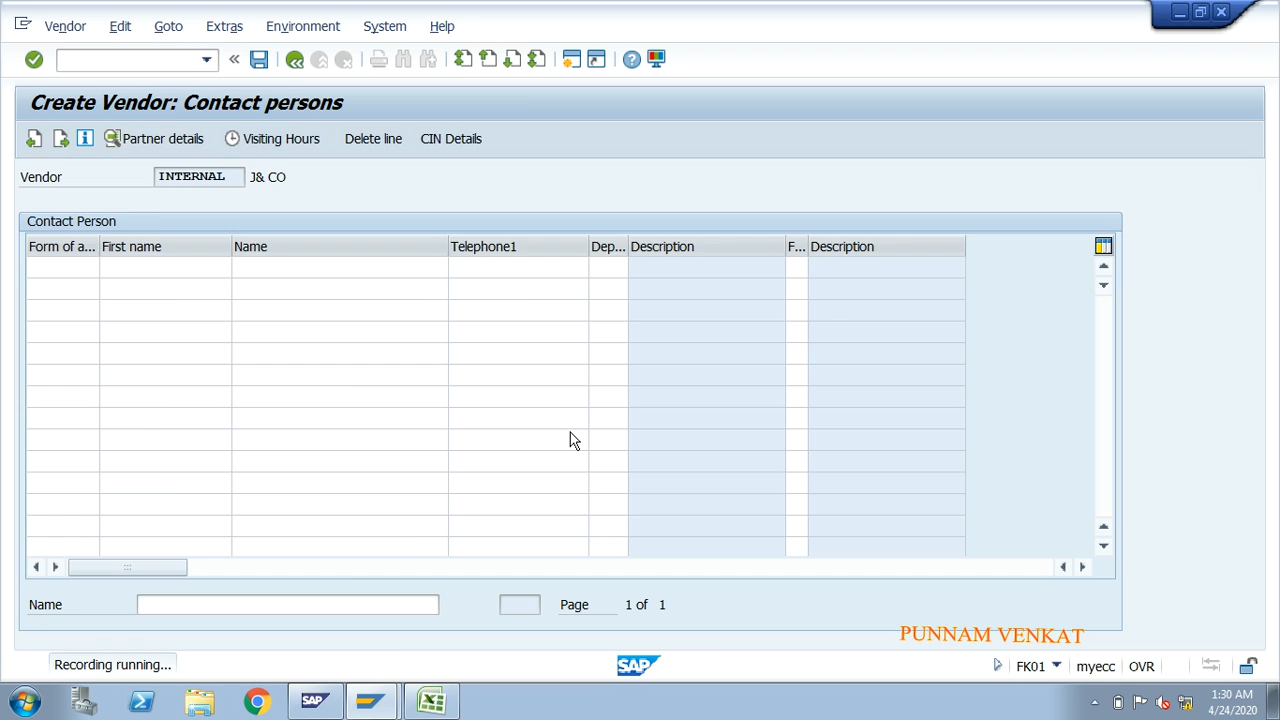 Vendor Edit Goto Extras Environment System Help
Create Vendor: Contact persons
Partner details Visiting Hours Delete line CIN Details
Vendor INTERNAL J& CO
Contact Person
Form of a... First name Name Telephone1 Dep... Description F... Description
Name Page 1 of 1
PUNNAM VENKAT
Recording running... SAP FK01 myecc OVR
SAP 1:30 AM
4/24/2020